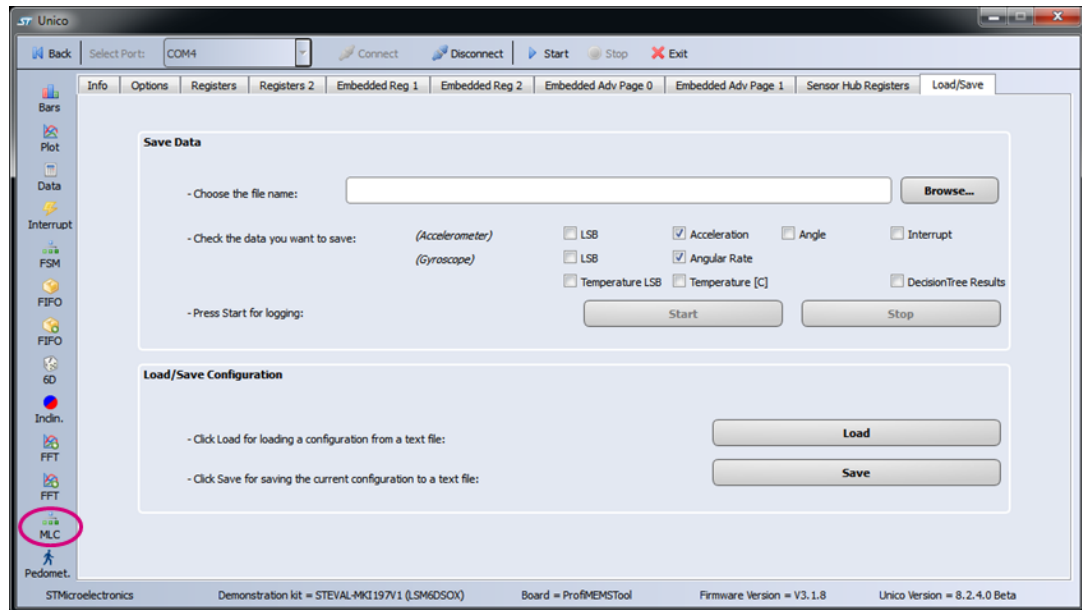 ST Unico
Back Select Port: COM4 Connect Disconnect Start Stop Exit
Info Options Registers Registers 2 Embedded Reg 1 Embedded Reg 2 Embedded Adv Page 0 Embedded Adv Page 1 Sensor Hub Registers Load/Save
Bars
Plot
Data
Interrupt
FSM
FIFO
FIFO
6D
Inclin.
FFT
FFT
MLC
Pedomet.
Save Data
- Choose the file name: Browse...
- Check the data you want to save: (Accelerometer) LSB Acceleration Angle Interrupt
(Gyroscope) LSB Angular Rate
Temperature LSB Temperature [C] DecisionTree Results
- Press Start for logging: Start Stop
Load/Save Configuration
- Click Load for loading a configuration from a text file: Load
- Click Save for saving the current configuration to a text file: Save
STMicroelectronics Demonstration kit = STEVAL-MKI197V1 (LSM6DSOX) Board = ProfiMEMSTool Firmware Version = V3.1.8 Unico Version = 8.2.4.0 Beta